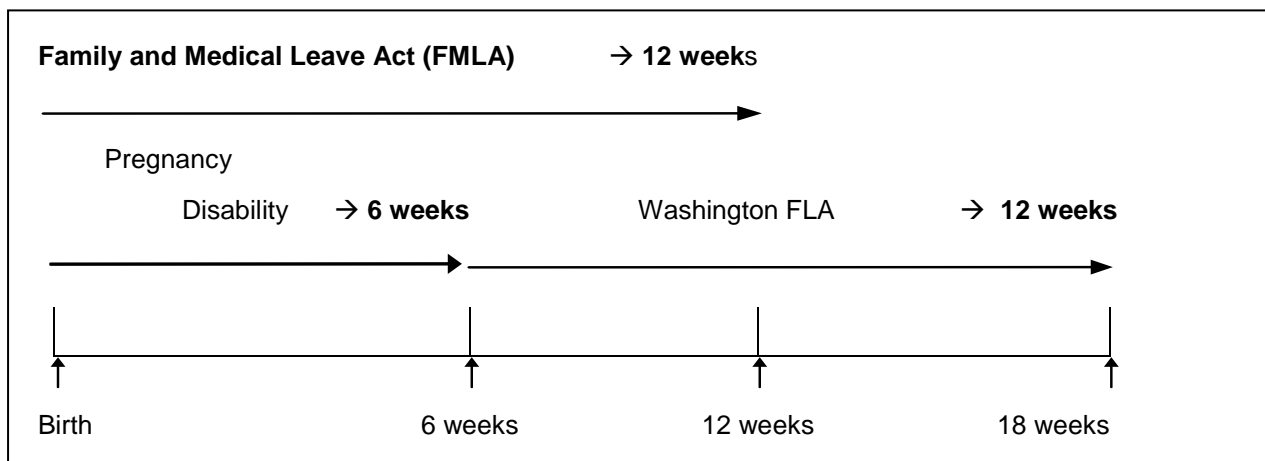 Family and Medical Leave Act (FMLA) → 12 weeks
Pregnancy
Disability → 6 weeks Washington FLA → 12 weeks
Birth 6 weeks 12 weeks 18 weeks